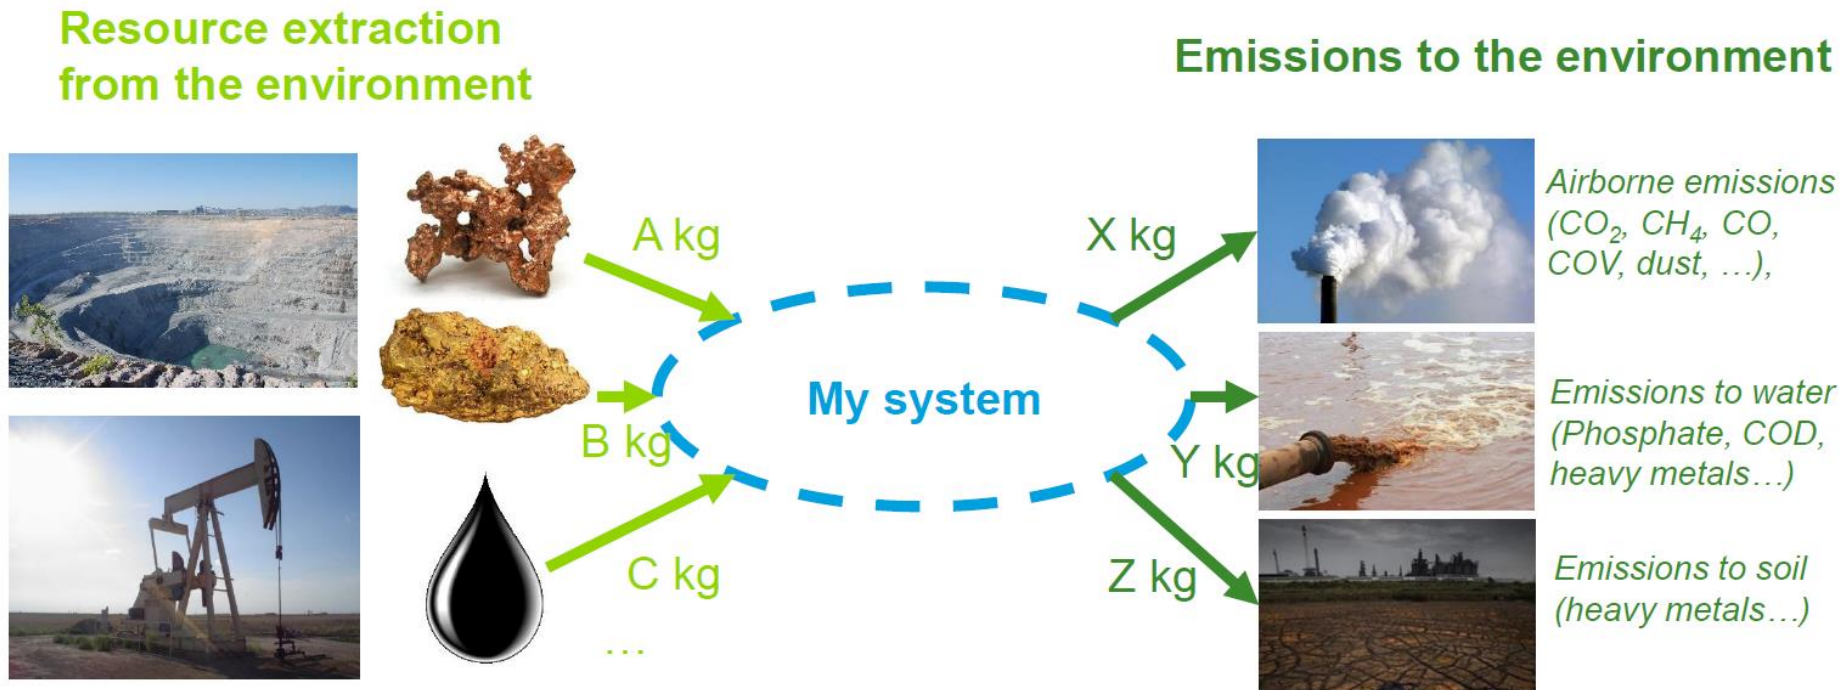 Resource extraction
from the environment
Emissions to the environment
A kg
B kg
C kg
…
My system
X kg
Y kg
Z kg
Airborne emissions
(CO₂, CH₄, CO,
COV, dust, …),
Emissions to water
(Phosphate, COD,
heavy metals…)
Emissions to soil
(heavy metals…)